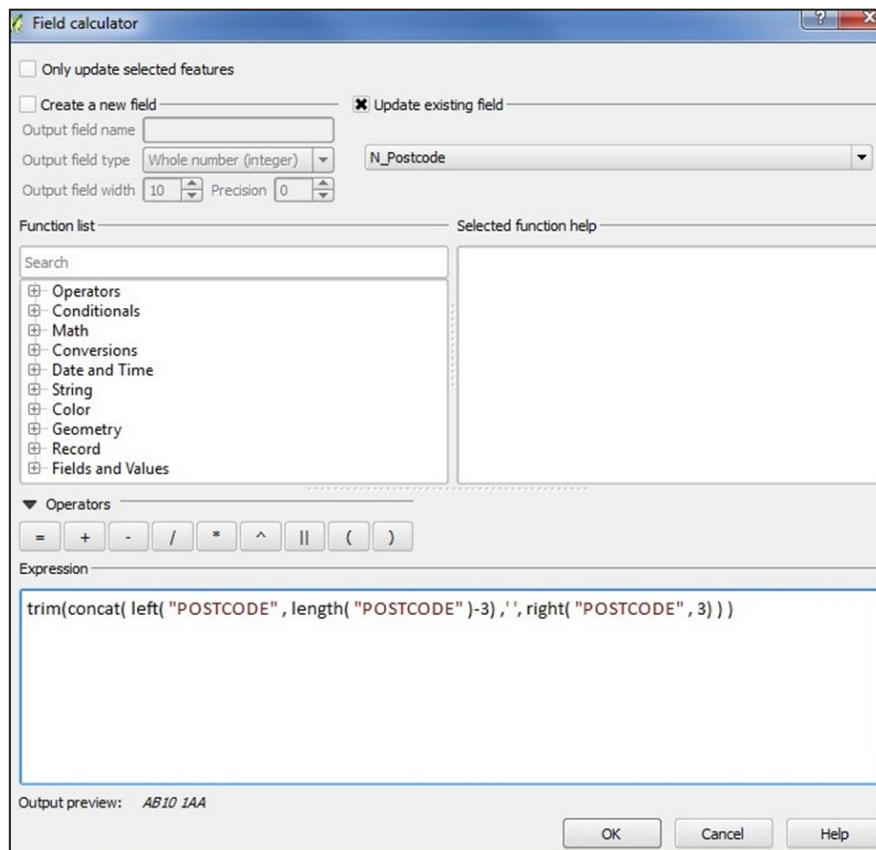 Field calculator
?
Only update selected features
Create a new field
Update existing field
Output field name
Output field type Whole number (integer)
N_Postcode
Output field width 10 Precision 0
Function list
Selected function help
Search
Operators
Conditionals
Math
Conversions
Date and Time
String
Color
Geometry
Record
Fields and Values
Operators
= + - / * ^ || ( )
Expression
trim(concat( left( "POSTCODE" , length( "POSTCODE" )-3) ,' ', right( "POSTCODE" , 3) ) )
Output preview: AB10 1AA
OK Cancel Help